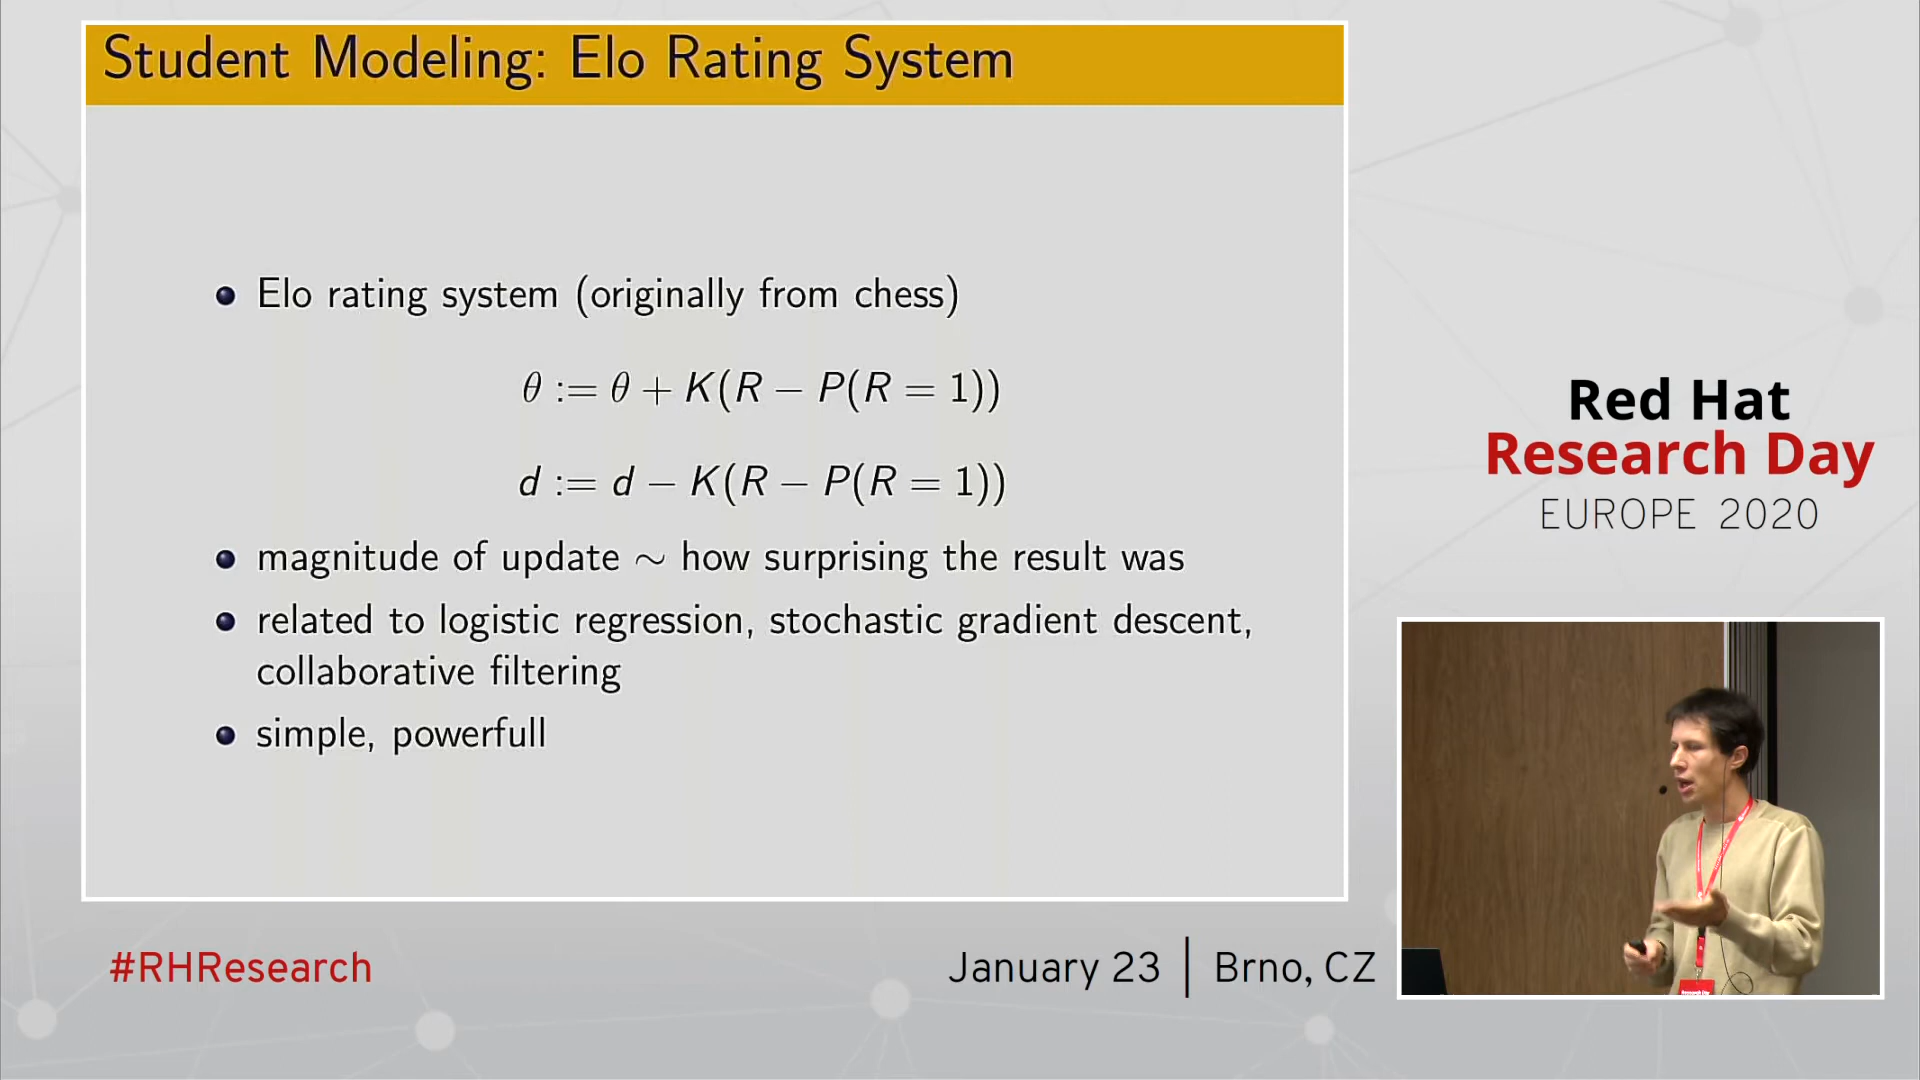 Student Modeling: Elo Rating System
Elo rating system (originally from chess)
θ := θ + K(R − P(R = 1))
d := d − K(R − P(R = 1))
magnitude of update ∼ how surprising the result was
related to logistic regression, stochastic gradient descent,
collaborative filtering
simple, powerfull
Red Hat
Research Day
EUROPE 2020
#RHResearch
January 23 | Brno, CZ